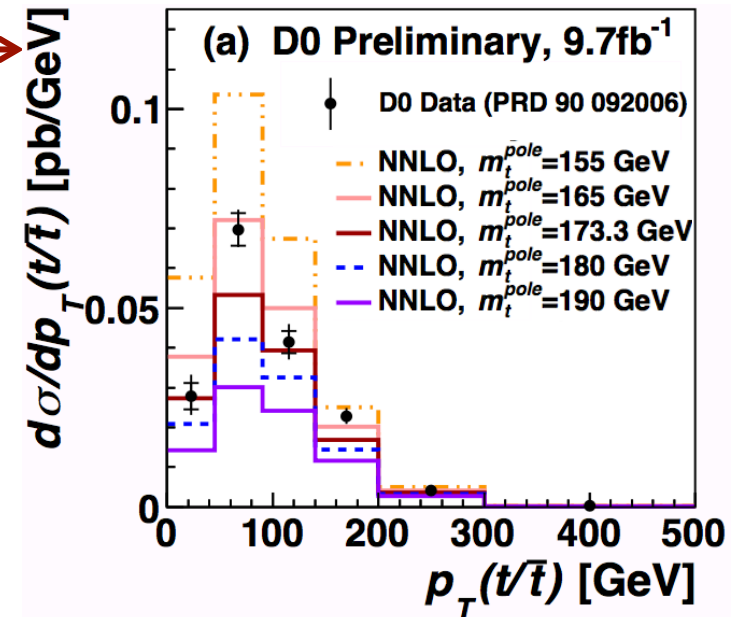 (a) D0 Preliminary, 9.7fb⁻¹
dσ/dp_T(t/t̅) [pb/GeV]
0.1
0.05
0
D0 Data (PRD 90 092006)
NNLO, m_t^pole=155 GeV
NNLO, m_t^pole=165 GeV
NNLO, m_t^pole=173.3 GeV
NNLO, m_t^pole=180 GeV
NNLO, m_t^pole=190 GeV
0 100 200 300 400 500
p_T(t/t̅) [GeV]